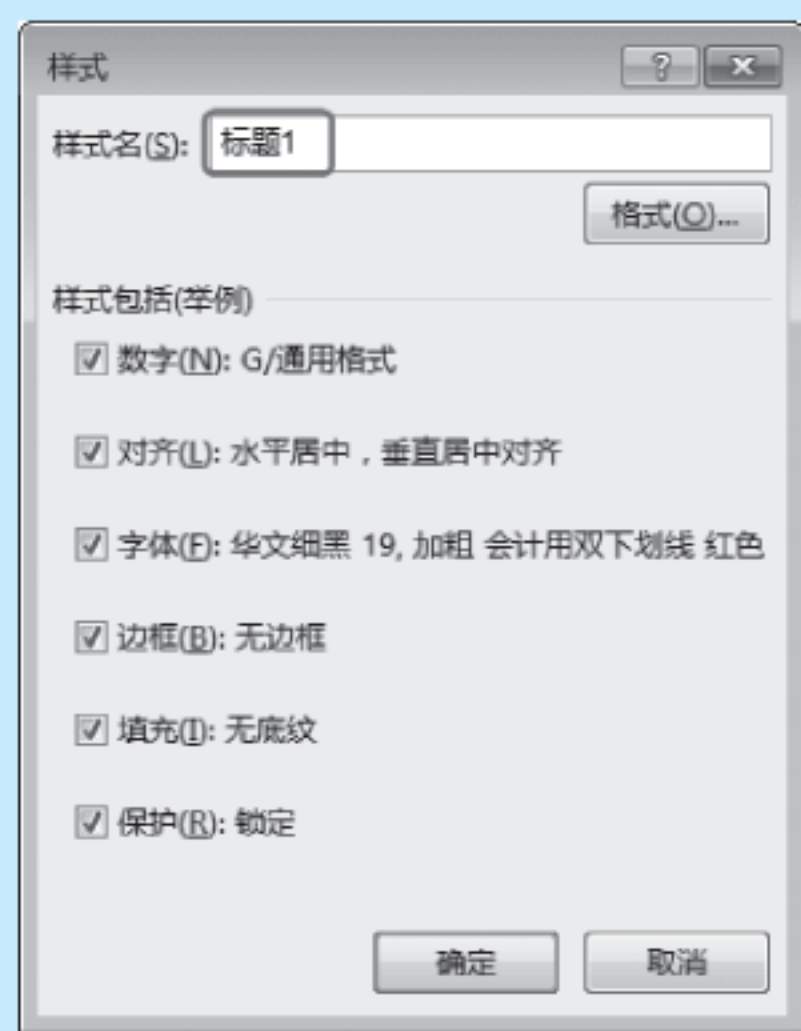 样式
样式名(S): 标题1
格式(O)...
样式包括(举例)
数字(N): G/通用格式
对齐(L): 水平居中，垂直居中对齐
字体(F): 华文细黑 19, 加粗 会计用双下划线 红色
边框(B): 无边框
填充(I): 无底纹
保护(R): 锁定
确定 取消